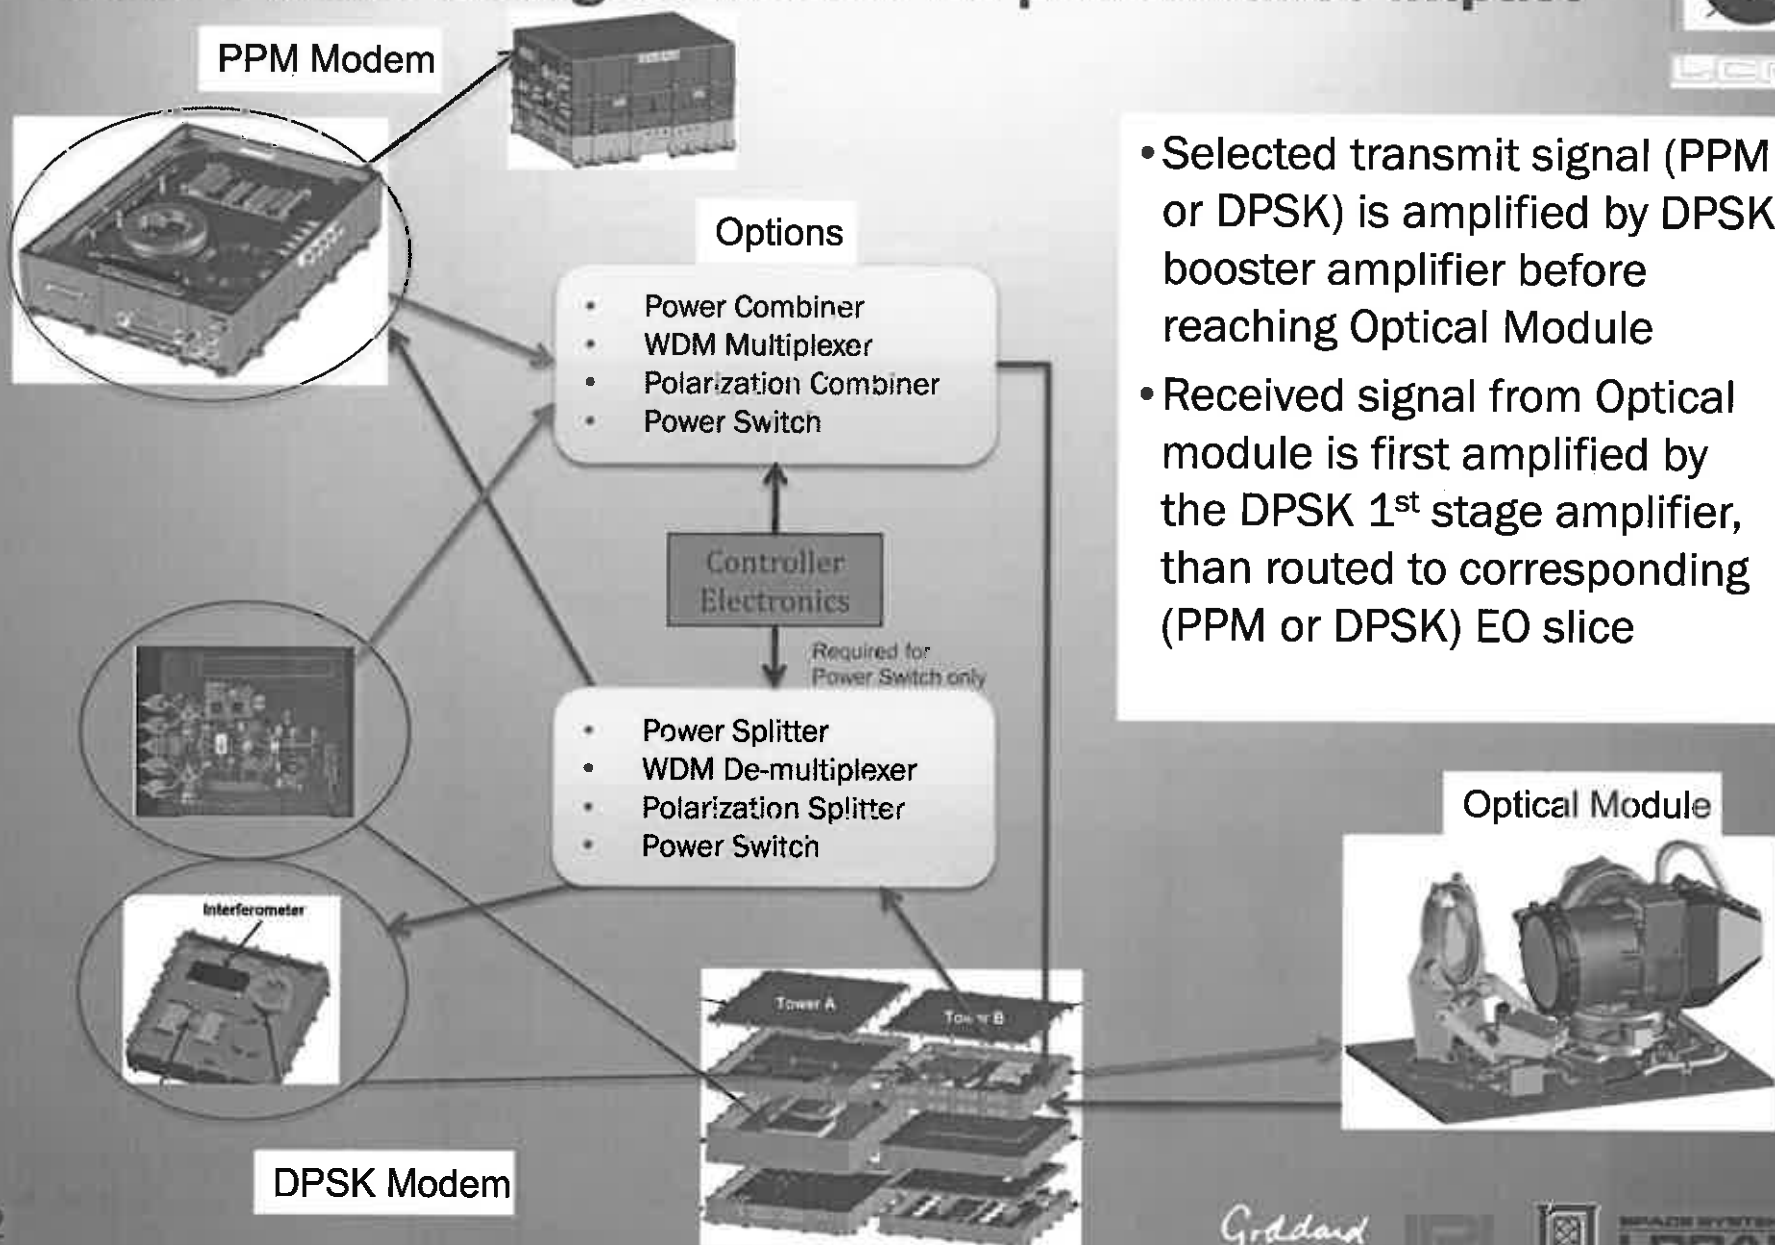 PPM Modem
Options
• Power Combiner
• WDM Multiplexer
• Polarization Combiner
• Power Switch
Controller
Electronics
Required for
Power Switch only
• Power Splitter
• WDM De-multiplexer
• Polarization Splitter
• Power Switch
Interferometer
Tower A
Tower B
DPSK Modem
• Selected transmit signal (PPM
or DPSK) is amplified by DPSK
booster amplifier before
reaching Optical Module
• Received signal from Optical
module is first amplified by
the DPSK 1st stage amplifier,
than routed to corresponding
(PPM or DPSK) EO slice
Optical Module
Goddard